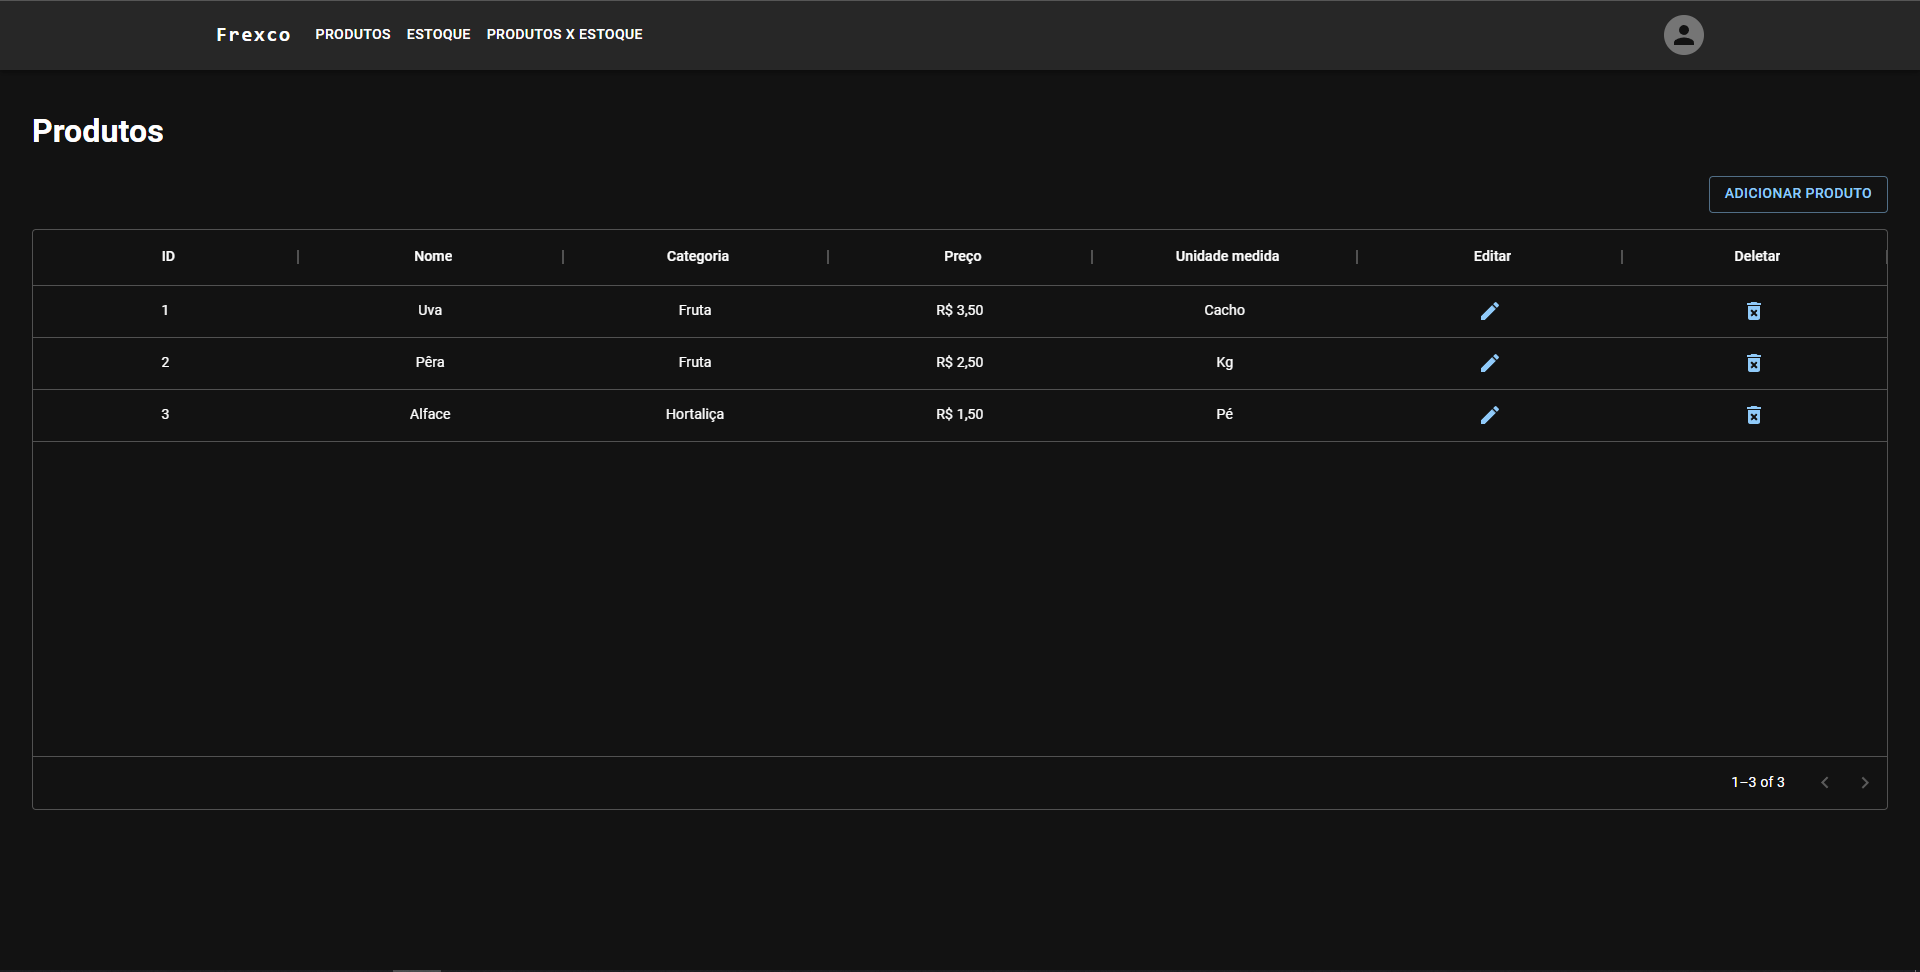 Frexco PRODUTOS ESTOQUE PRODUTOS X ESTOQUE
Produtos
ADICIONAR PRODUTO
ID Nome Categoria Preço Unidade medida Editar Deletar
1 Uva Fruta R$ 3,50 Cacho
2 Pêra Fruta R$ 2,50 Kg
3 Alface Hortaliça R$ 1,50 Pé
1–3 of 3